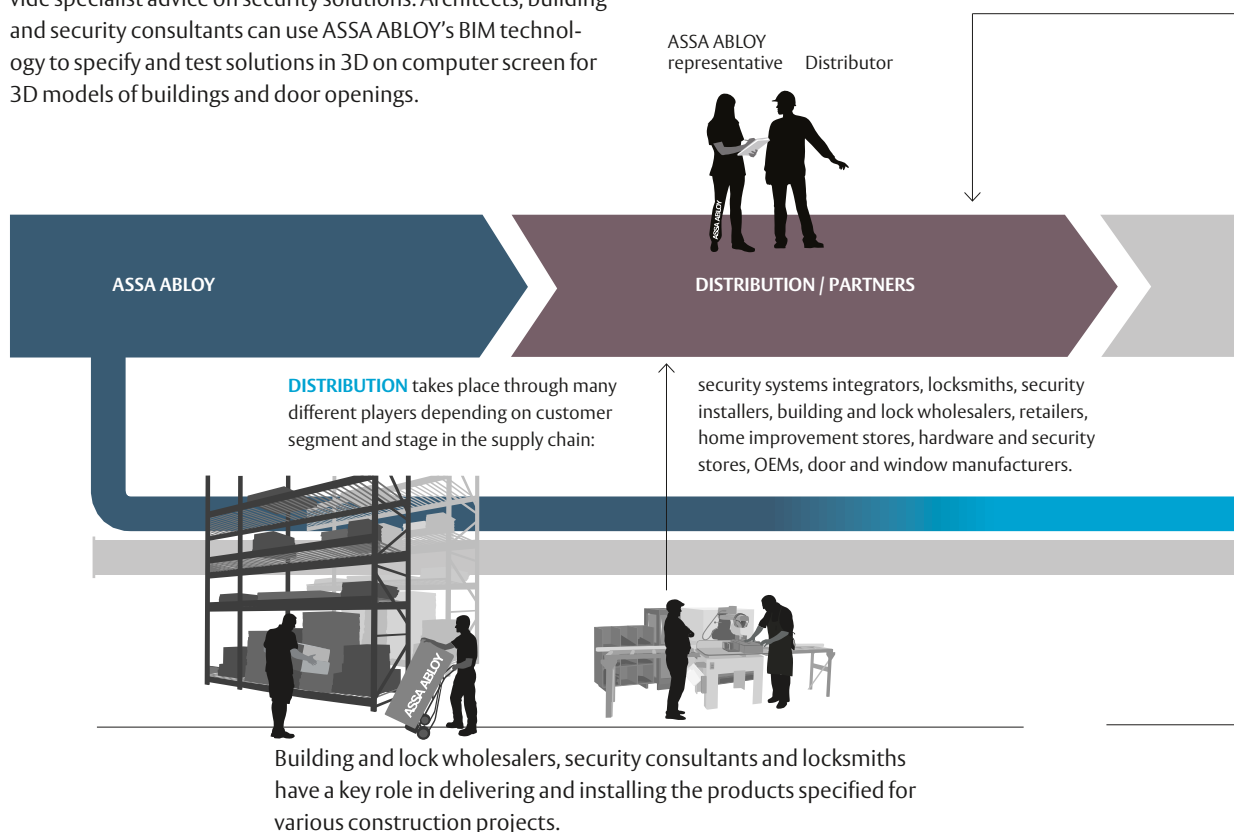 vide specialist advice on security solutions. Architects, building
and security consultants can use ASSA ABLOY’s BIM technol-
ogy to specify and test solutions in 3D on computer screen for
3D models of buildings and door openings.
ASSA ABLOY
representative
Distributor
ASSA ABLOY
ASSA ABLOY
DISTRIBUTION / PARTNERS
DISTRIBUTION takes place through many
different players depending on customer
segment and stage in the supply chain:
security systems integrators, locksmiths, security
installers, building and lock wholesalers, retailers,
home improvement stores, hardware and security
stores, OEMs, door and window manufacturers.
ASSA ABLOY
Building and lock wholesalers, security consultants and locksmiths
have a key role in delivering and installing the products specified for
various construction projects.